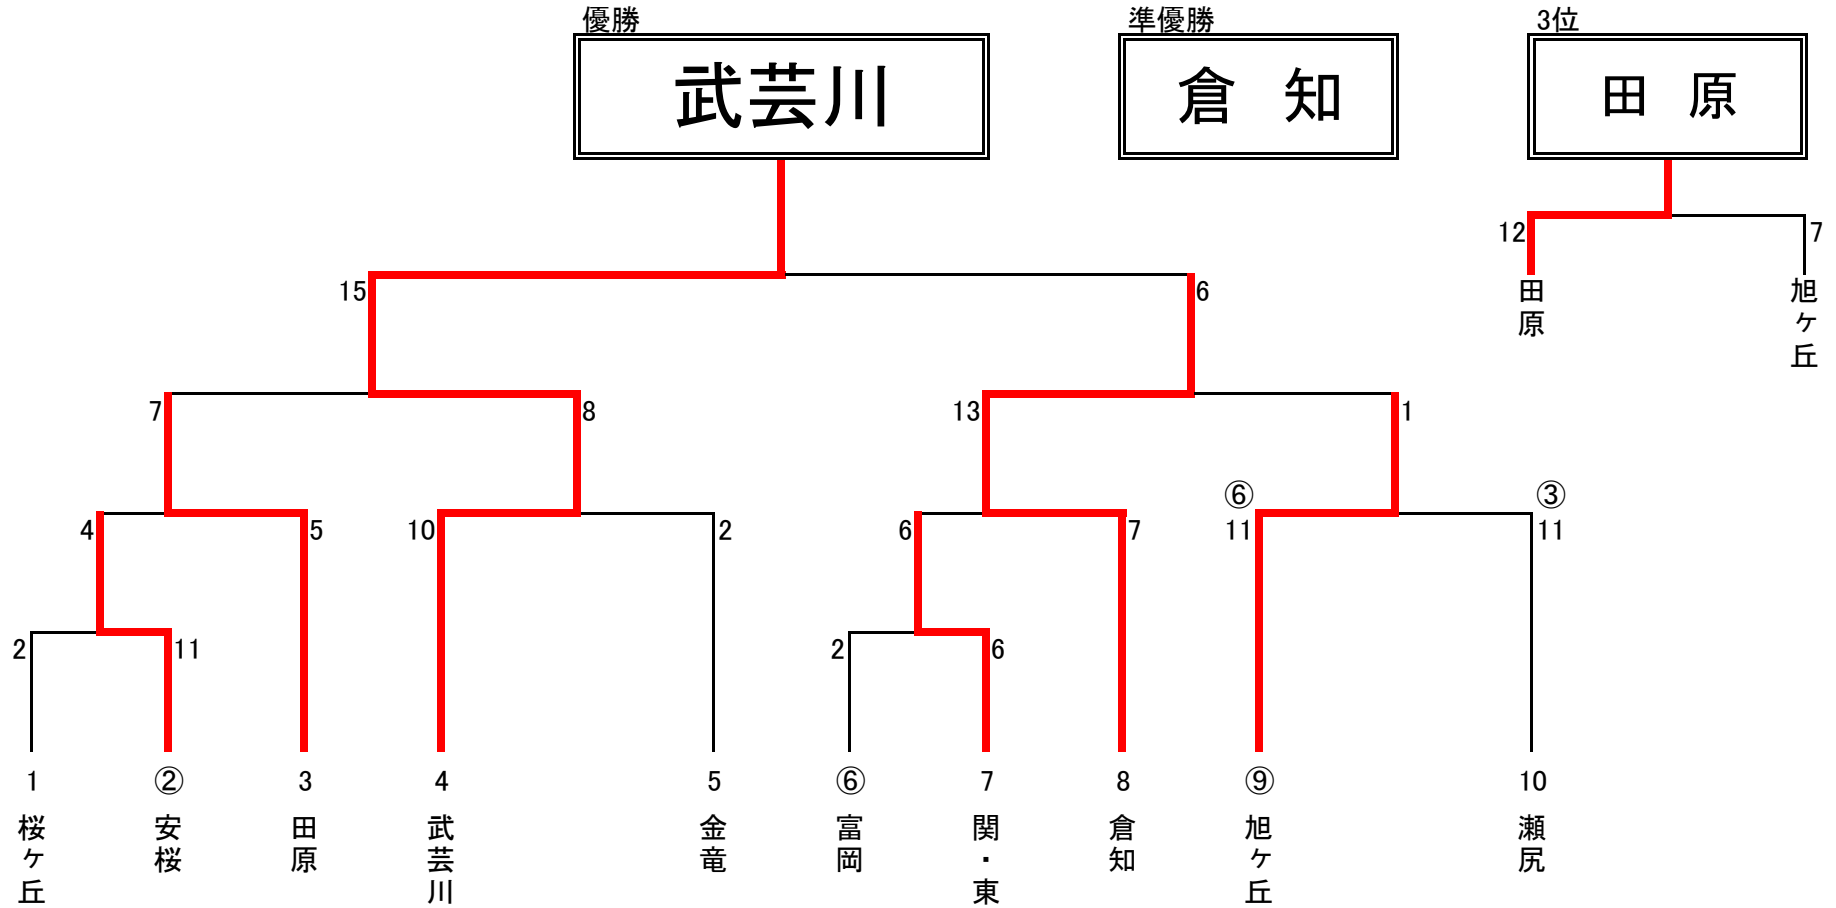 優勝
準優勝
3位
武芸川
倉　知
田　原
12
7
田原
旭ヶ丘
15
6
7
8
13
1
⑥
③
4
5
10
2
6
7
11
11
2
11
2
6
1
②
3
4
5
⑥
7
8
⑨
10
桜ヶ丘
安桜
田原
武芸川
金竜
富岡
関・東
倉知
旭ヶ丘
瀬尻